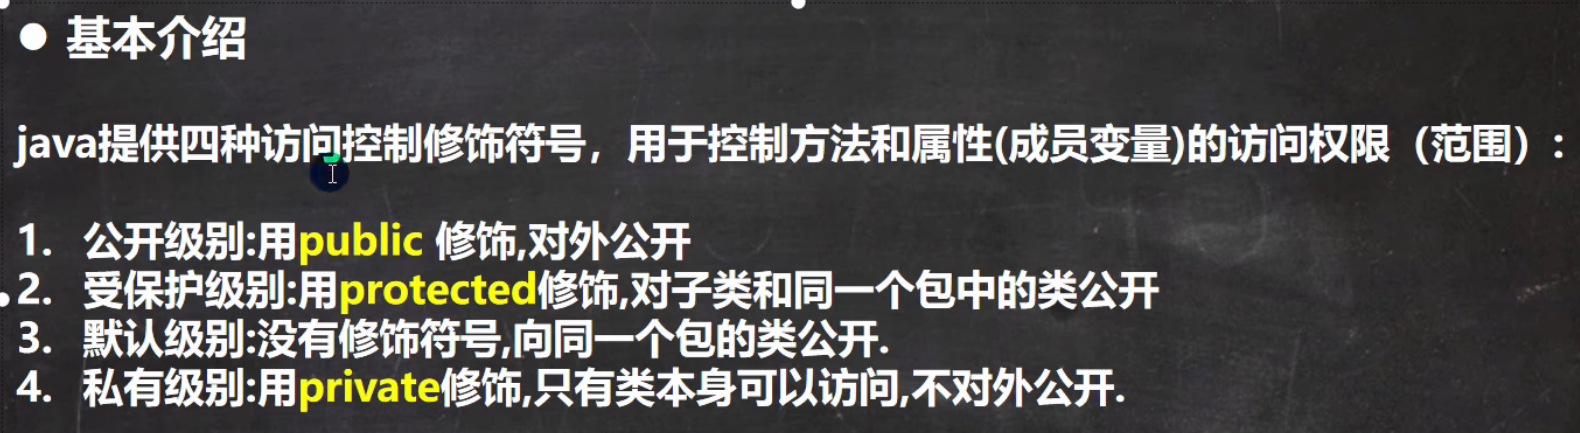 ● 基本介绍
java提供四种访问控制修饰符号，用于控制方法和属性(成员变量)的访问权限（范围）:
1. 公开级别:用public 修饰,对外公开
2. 受保护级别:用protected修饰,对子类和同一个包中的类公开
3. 默认级别:没有修饰符号,向同一个包的类公开.
4. 私有级别:用private修饰,只有类本身可以访问,不对外公开.